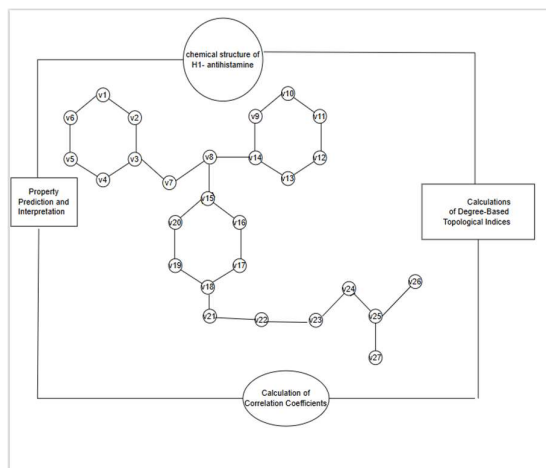 chemical structure of
H1- antihistamine
v1
v10
v6
v2
v9
v11
v5
v3
v8
v14
v12
v4
v7
v13
Property
Prediction and
Interpretation
v15
Calculations
of Degree-Based
Topological Indices
v20
v16
v19
v17
v18
v24
v26
v21
v22
v23
v25
v27
Calculation of
Correlation Coefficients